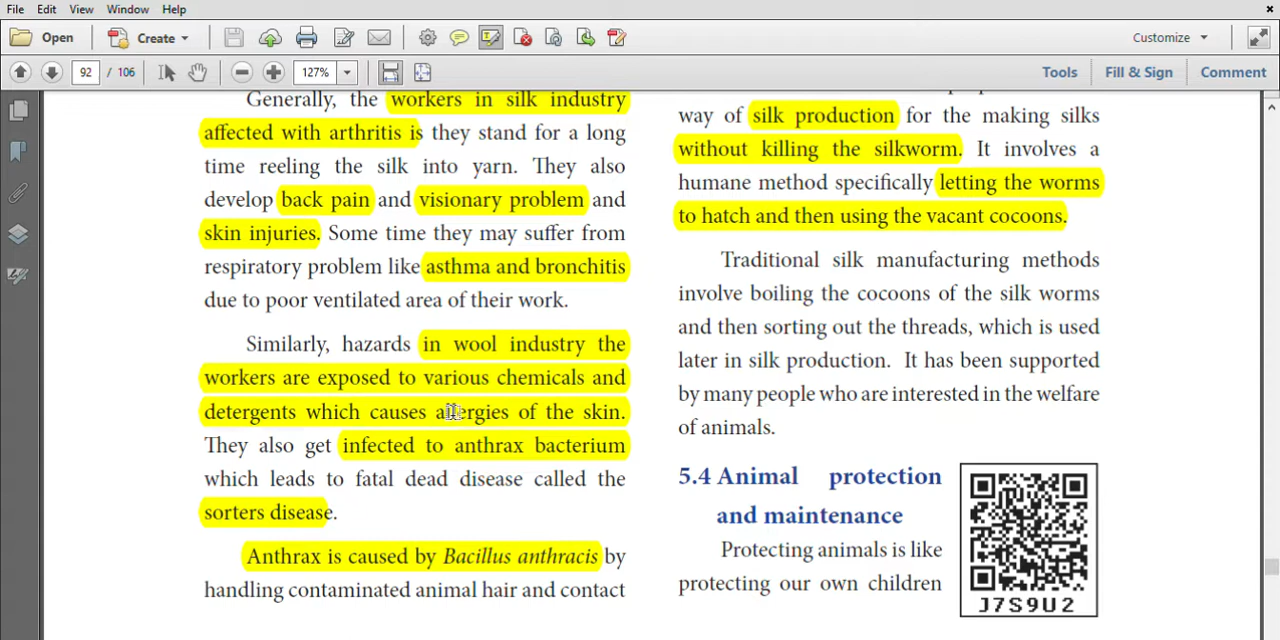 File Edit View Window Help
Open Create Customize
92 / 106 127% Tools Fill & Sign Comment
Generally, the workers in silk industry
affected with arthritis is they stand for a long
time reeling the silk into yarn. They also
develop back pain and visionary problem and
skin injuries. Some time they may suffer from
respiratory problem like asthma and bronchitis
due to poor ventilated area of their work.
Similarly, hazards in wool industry the
workers are exposed to various chemicals and
detergents which causes allergies of the skin.
They also get infected to anthrax bacterium
which leads to fatal dead disease called the
sorters disease.
Anthrax is caused by Bacillus anthracis by
handling contaminated animal hair and contact
way of silk production for the making silks
without killing the silkworm. It involves a
humane method specifically letting the worms
to hatch and then using the vacant cocoons.
Traditional silk manufacturing methods
involve boiling the cocoons of the silk worms
and then sorting out the threads, which is used
later in silk production. It has been supported
by many people who are interested in the welfare
of animals.
5.4 Animal protection
and maintenance
Protecting animals is like
protecting our own children
J7S9U2